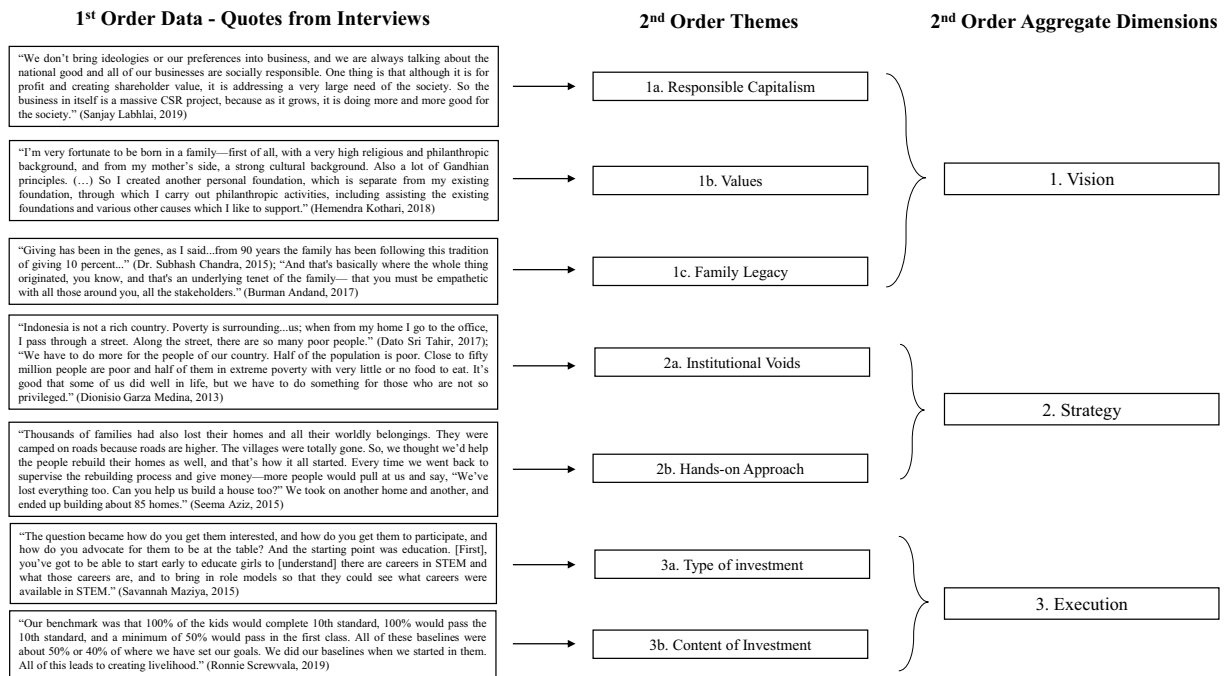 1st Order Data - Quotes from Interviews
2nd Order Themes
2nd Order Aggregate Dimensions
“We don’t bring ideologies or our preferences into business, and we are always talking about the
national good and all of our businesses are socially responsible. One thing is that although it is for
profit and creating shareholder value, it is addressing a very large need of the society. So the
business in itself is a massive CSR project, because as it grows, it is doing more and more good for
the society.” (Sanjay Labhlai, 2019)
1a. Responsible Capitalism
“I’m very fortunate to be born in a family—first of all, with a very high religious and philanthropic
background, and from my mother’s side, a strong cultural background. Also a lot of Gandhian
principles. (…) So I created another personal foundation, which is separate from my existing
foundation, through which I carry out philanthropic activities, including assisting the existing
foundations and various other causes which I like to support.” (Hemendra Kothari, 2018)
1b. Values
1. Vision
“Giving has been in the genes, as I said...from 90 years the family has been following this tradition
of giving 10 percent...” (Dr. Subhash Chandra, 2015); “And that's basically where the whole thing
originated, you know, and that's an underlying tenet of the family— that you must be empathetic
with all those around you, all the stakeholders.” (Burman Andand, 2017)
1c. Family Legacy
“Indonesia is not a rich country. Poverty is surrounding...us; when from my home I go to the office,
I pass through a street. Along the street, there are so many poor people.” (Dato Sri Tahir, 2017);
“We have to do more for the people of our country. Half of the population is poor. Close to fifty
million people are poor and half of them in extreme poverty with very little or no food to eat. It’s
good that some of us did well in life, but we have to do something for those who are not so
privileged.” (Dionisio Garza Medina, 2013)
2a. Institutional Voids
2. Strategy
“Thousands of families had also lost their homes and all their worldly belongings. They were
camped on roads because roads are higher. The villages were totally gone. So, we thought we’d help
the people rebuild their homes as well, and that’s how it all started. Every time we went back to
supervise the rebuilding process and give money—more people would pull at us and say, “We’ve
lost everything too. Can you help us build a house too?” We took on another home and another, and
ended up building about 85 homes.” (Seema Aziz, 2015)
2b. Hands-on Approach
“The question became how do you get them interested, and how do you get them to participate, and
how do you advocate for them to be at the table? And the starting point was education. [First],
you’ve got to be able to start early to educate girls to [understand] there are careers in STEM and
what those careers are, and to bring in role models so that they could see what careers were
available in STEM.” (Savannah Maziya, 2015)
3a. Type of investment
3. Execution
“Our benchmark was that 100% of the kids would complete 10th standard, 100% would pass the
10th standard, and a minimum of 50% would pass in the first class. All of these baselines were
about 50% or 40% of where we have set our goals. We did our baselines when we started in them.
All of this leads to creating livelihood.” (Ronnie Screwvala, 2019)
3b. Content of Investment